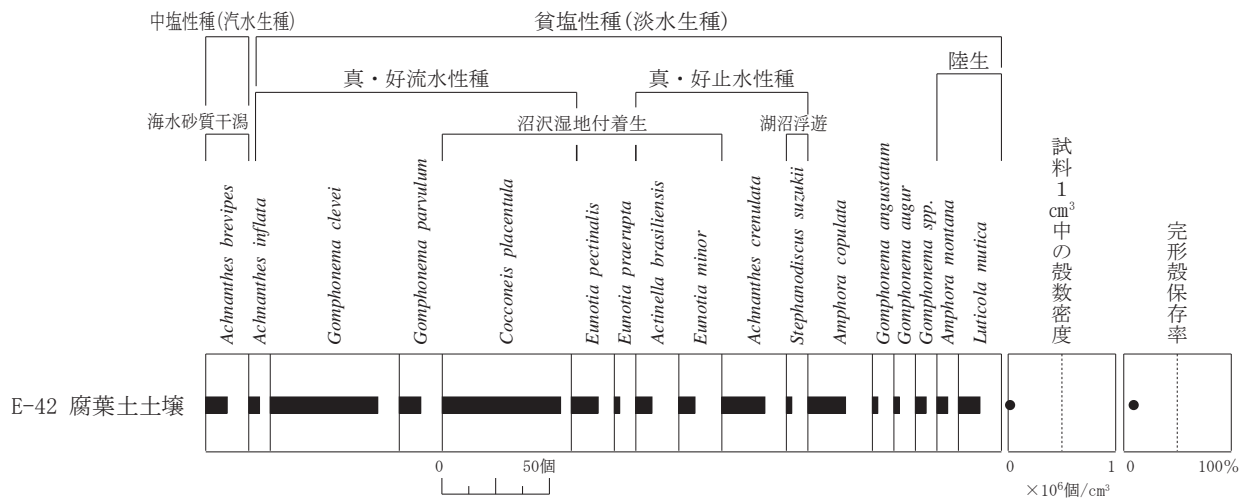 中塩性種(汽水生種)
貧塩性種(淡水生種)
陸生
真・好流水性種
真・好止水性種
海水砂質干潟
沼沢湿地付着生
湖沼浮遊
Achnanthes brevipes
Achnanthes inflata
Gomphonema clevei
Gomphonema parvulum
Cocconeis placentula
Eunotia pectinalis
Eunotia praerupta
Actinella brasiliensis
Eunotia minor
Achnanthes crenulata
Stephanodiscus suzukii
Amphora copulata
Gomphonema angustatum
Gomphonema augur
Gomphonema spp.
Amphora montana
Luticola mutica
試料1cm³中の殻数密度
完形殻保存率
E-42 腐葉土土壌
0 50個
0 1
×10⁶個/cm³
0 100%